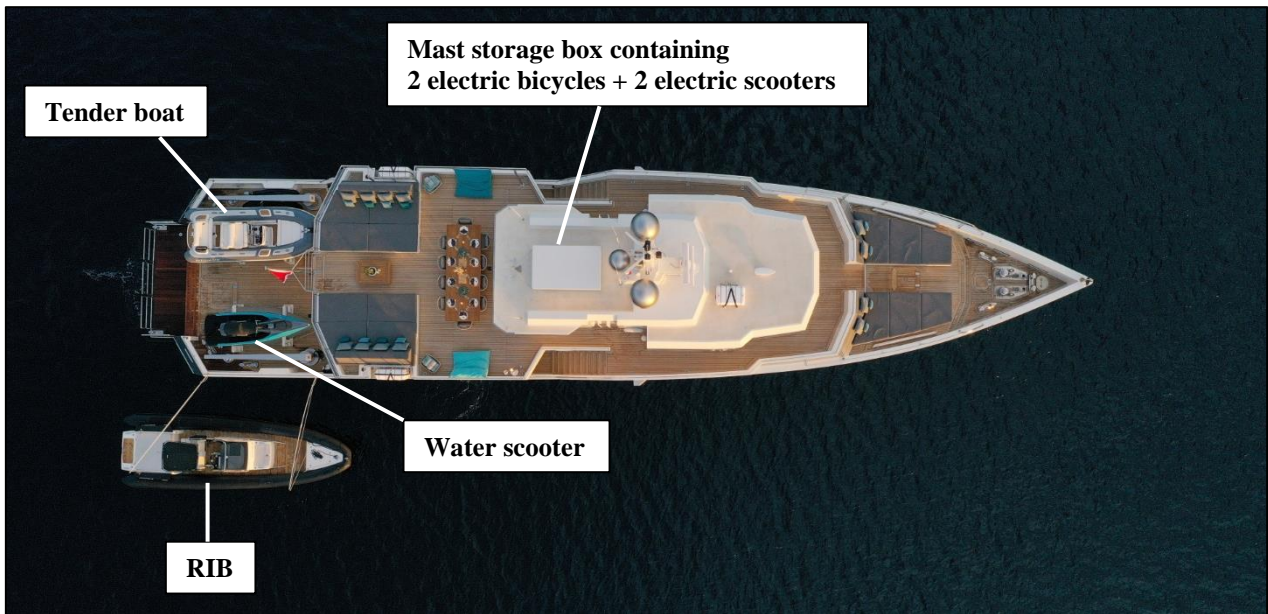 Mast storage box containing
2 electric bicycles + 2 electric scooters
Tender boat
Water scooter
RIB